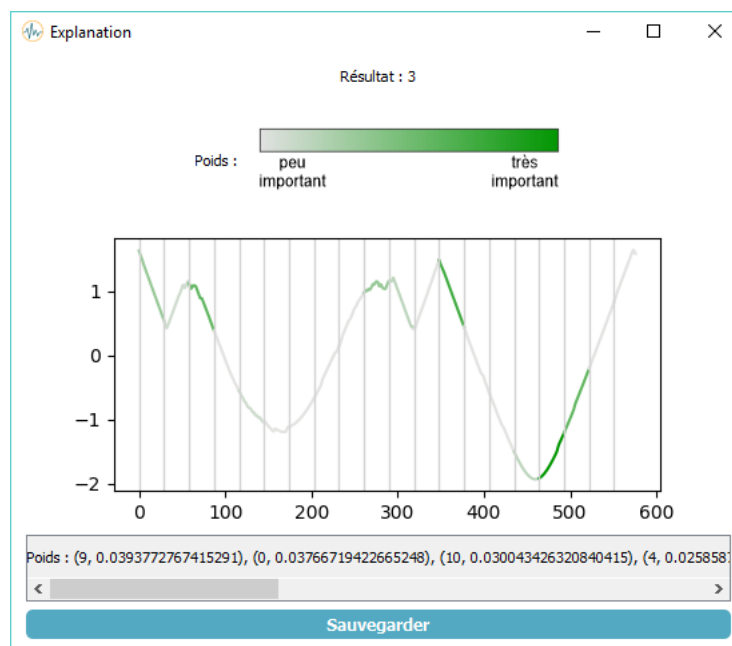 Explanation
Résultat : 3
Poids :
peu
important
très
important
1
0
−1
−2
0 100 200 300 400 500 600
Poids : (9, 0.0393772767415291), (0, 0.03766719422665248), (10, 0.030043426320840415), (4, 0.0258587
Sauvegarder